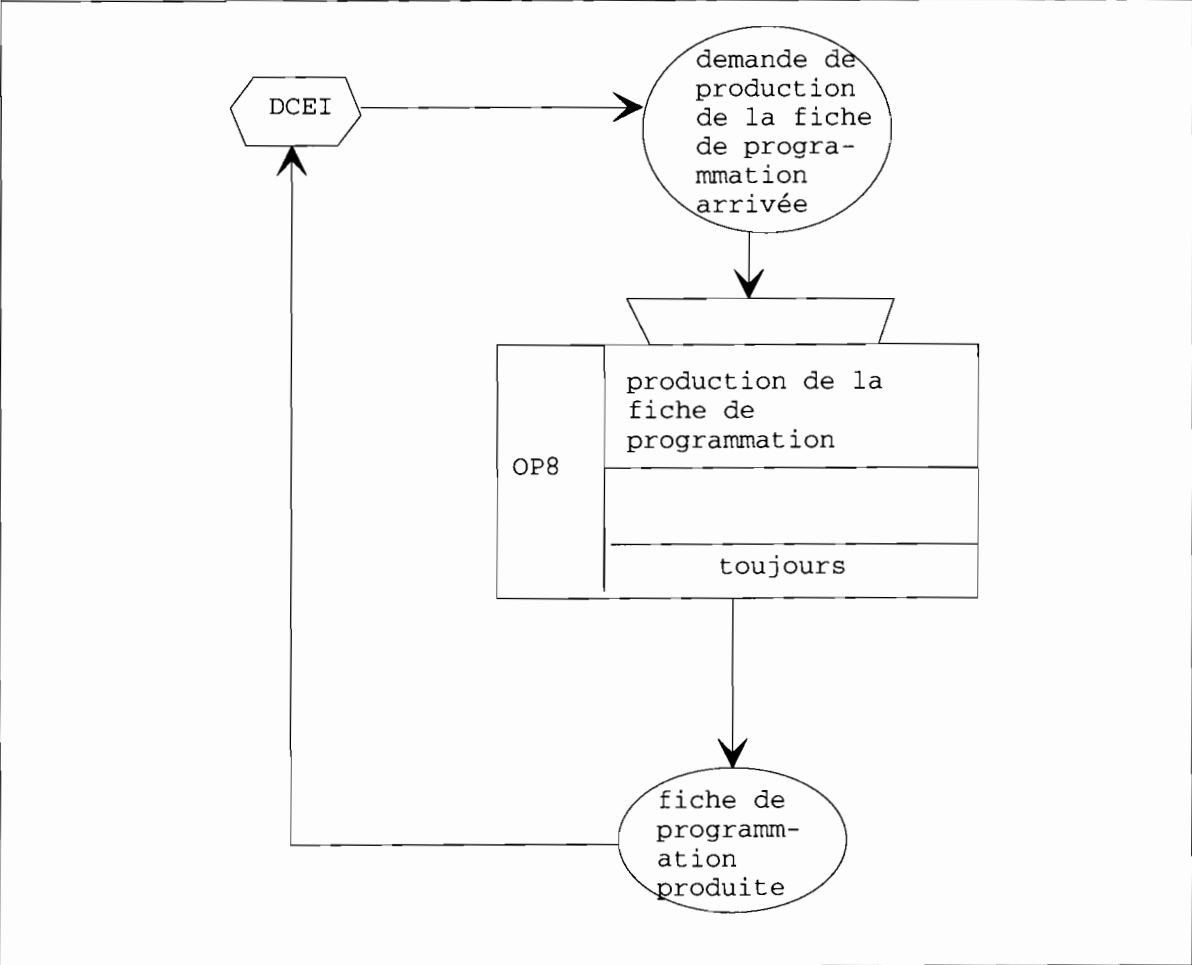 DCEI
demande de
production
de la fiche
de progra-
mmation
arrivée
production de la
fiche de
programmation
OP8
toujours
fiche de
programm-
ation
produite